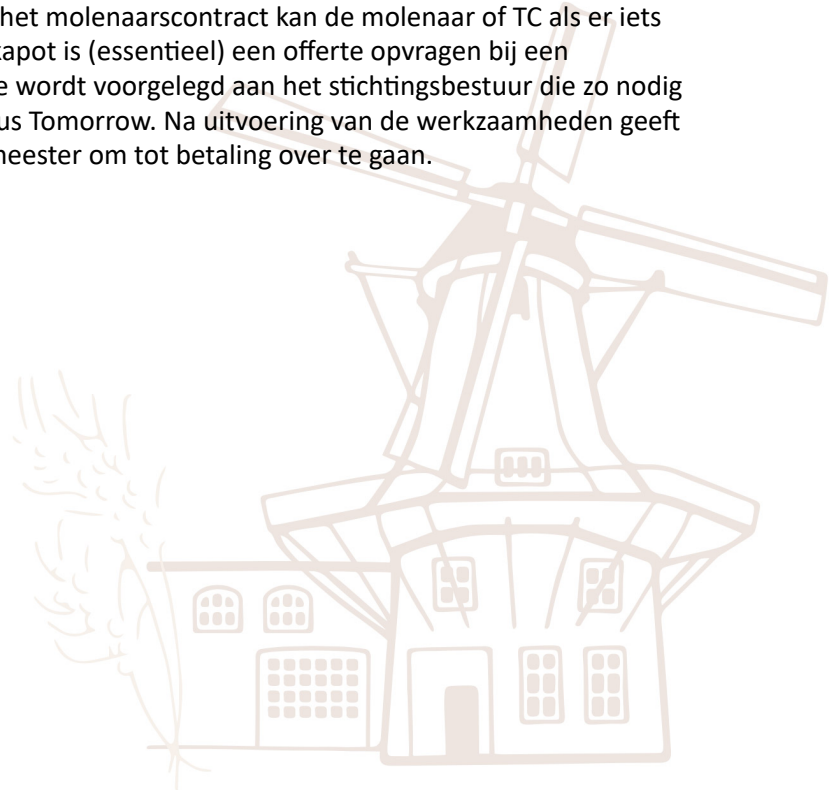 het molenaarscontract kan de molenaar of TC als er iets
kapot is (essentieel) een offerte opvragen bij een
e wordt voorgelegd aan het stichtingsbestuur die zo nodig
us Tomorrow. Na uitvoering van de werkzaamheden geeft
meester om tot betaling over te gaan.